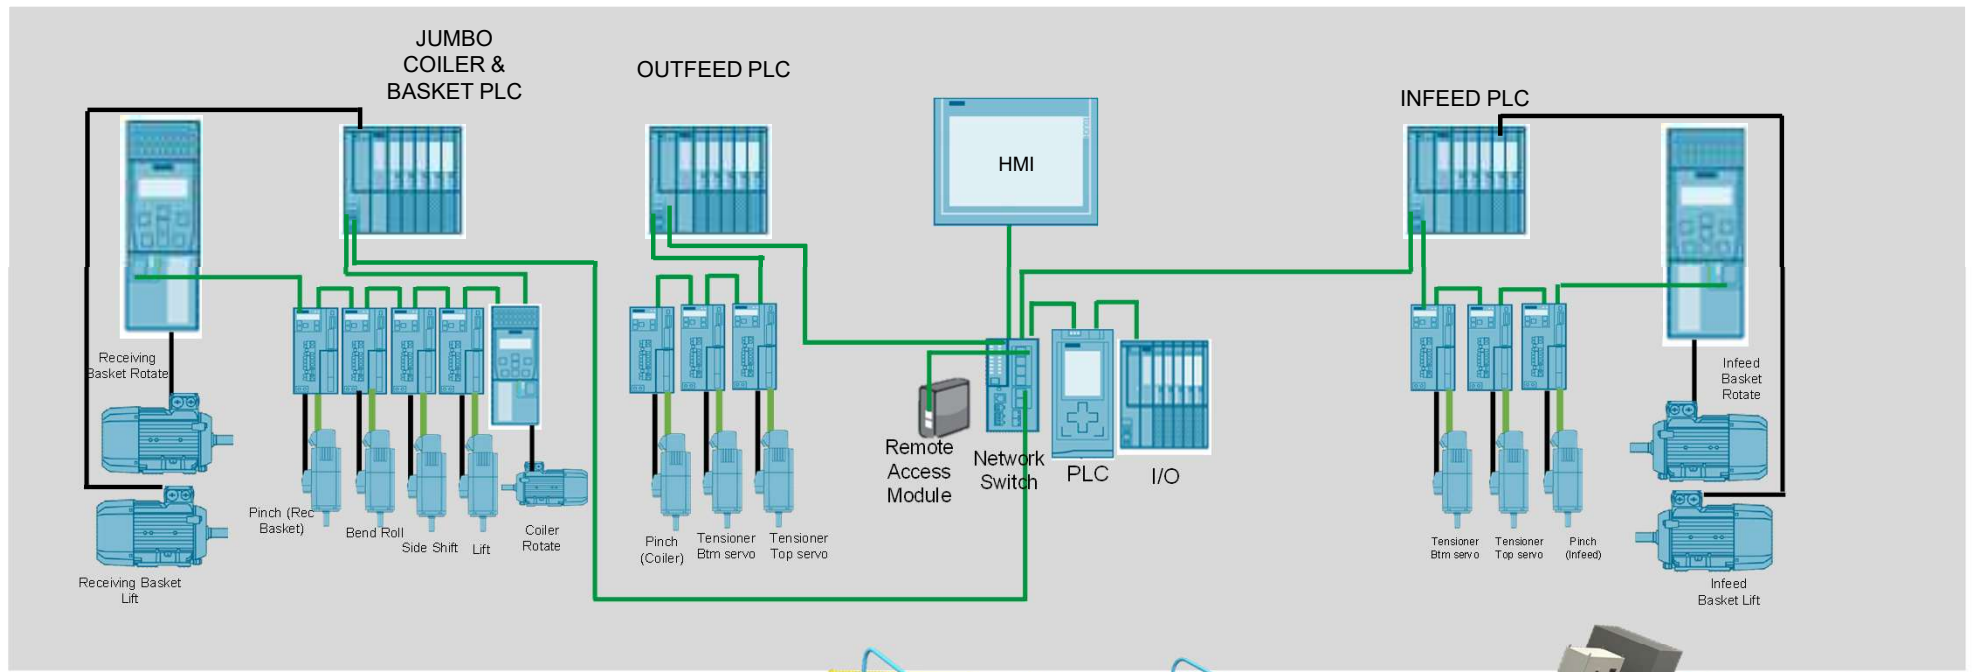 JUMBO
COILER &
BASKET PLC
OUTFEED PLC
INFEED PLC
HMI
Receiving
Basket Rotate
Receiving Basket
Lift
Pinch (Rec
Basket)
Bend Roll
Side Shift
Lift
Coiler
Rotate
Pinch
(Coiler)
Tensioner
Btm servo
Tensioner
Top servo
Remote
Access
Module
Network
Switch
PLC
I/O
Tensioner
Btm servo
Tensioner
Top servo
Pinch
(Infeed)
Infeed
Basket
Rotate
Infeed
Basket Lift